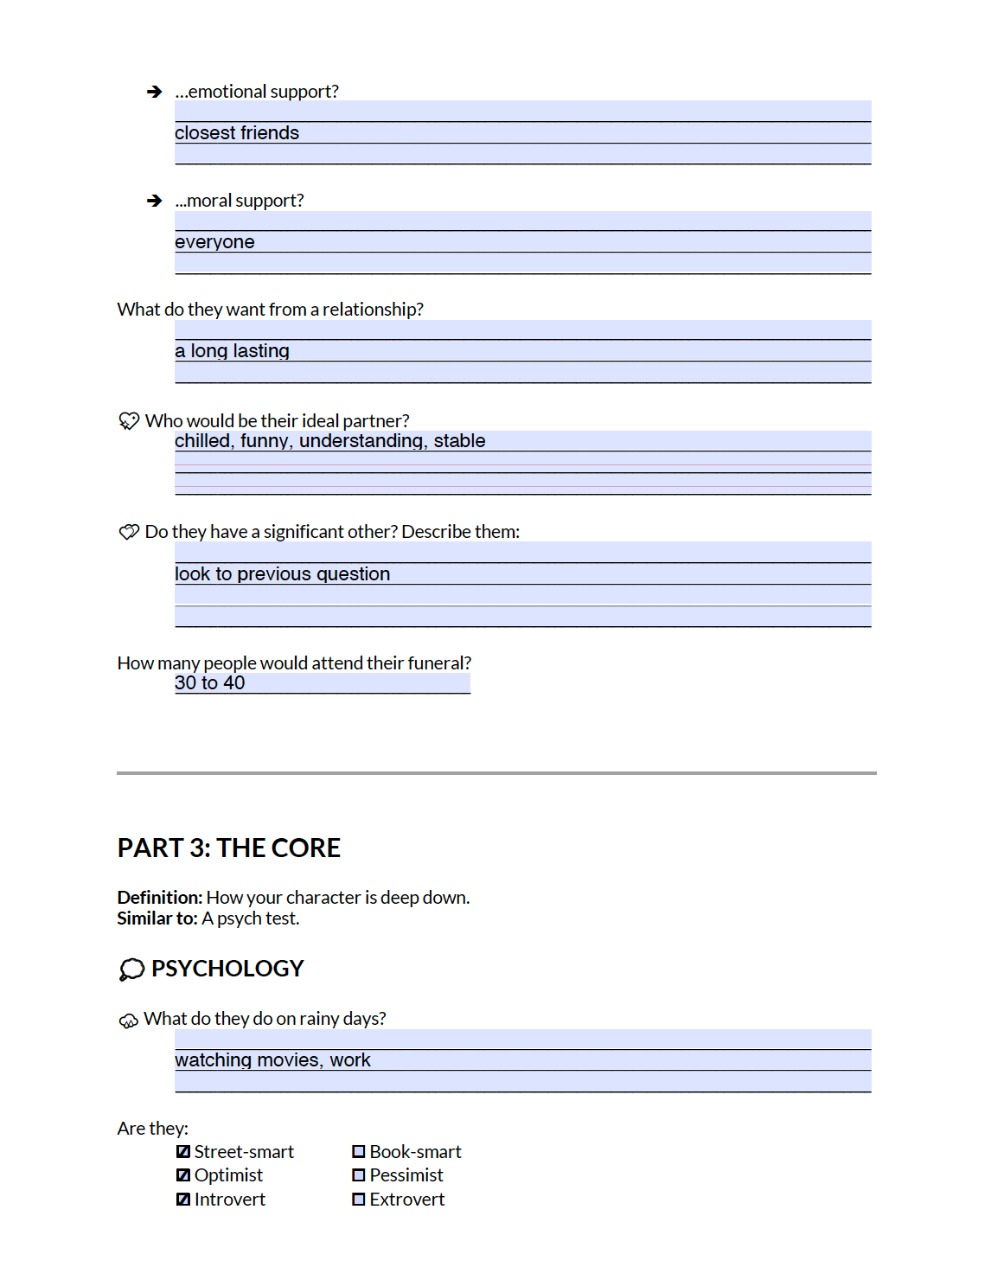 ➔ ...emotional support?
closest friends
➔ ...moral support?
everyone
What do they want from a relationship?
a long lasting
Who would be their ideal partner?
chilled, funny, understanding, stable
Do they have a significant other? Describe them:
look to previous question
How many people would attend their funeral?
30 to 40
PART 3: THE CORE
Definition: How your character is deep down.
Similar to: A psych test.
PSYCHOLOGY
What do they do on rainy days?
watching movies, work
Are they:
Street-smart Book-smart
Optimist Pessimist
Introvert Extrovert